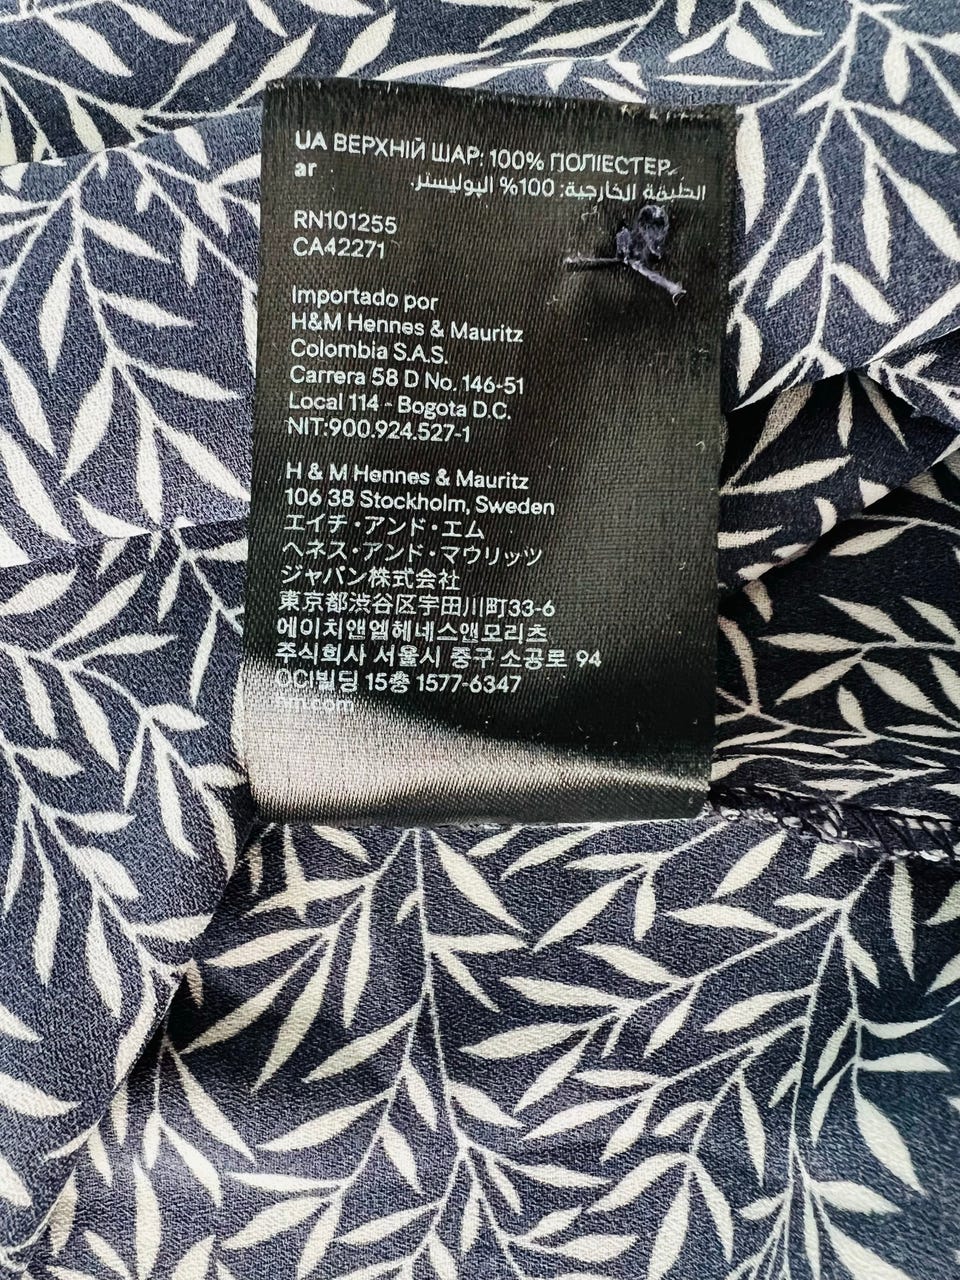 UA ВЕРХНІЙ ШАР: 100% ПОЛІЕСТЕР
ar الطبقة الخارجية: 100% البوليستر.
RN101255
CA42271
Importado por
H&M Hennes & Mauritz
Colombia S.A.S.
Carrera 58 D No. 146-51
Local 114 - Bogota D.C.
NIT:900.924.527-1
H & M Hennes & Mauritz
106 38 Stockholm, Sweden
エイチ・アンド・エム
ヘネス・アンド・マウリッツ
ジャパン株式会社
東京都渋谷区宇田川町33-6
에이치앤엠헤네스앤모리츠
주식회사 서울시 중구 소공로 94
OCI빌딩 15층 1577-6347
hm.com